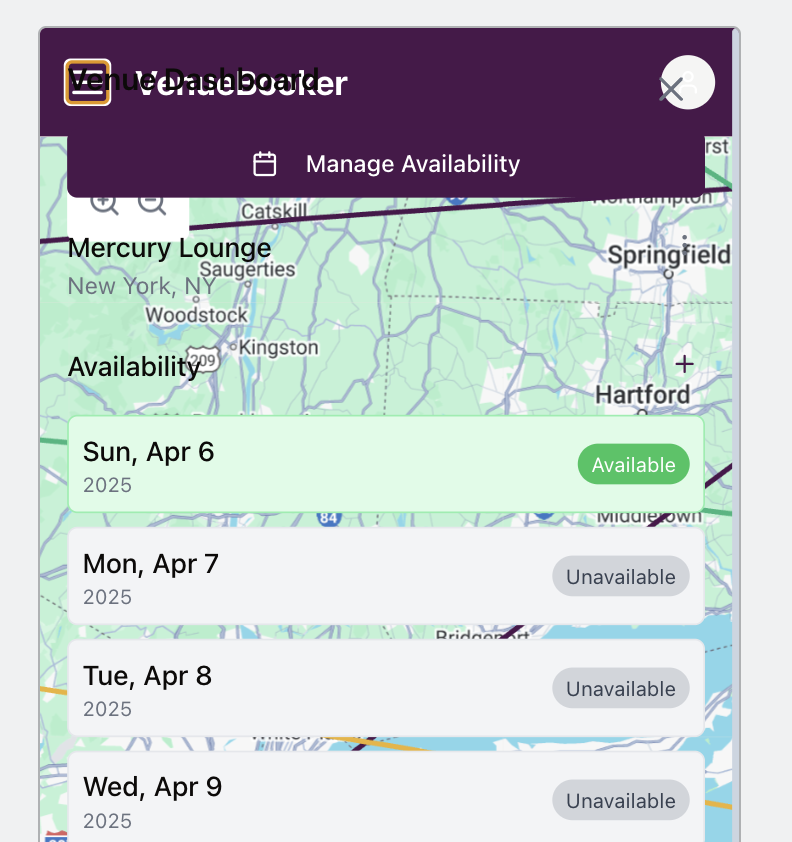 Venue Dashboard
VenueBooker
Manage Availability
rst
Northampton
Catskill
Mercury Lounge
Springfield
Saugerties
New York, NY
Woodstock
Kingston
209
Availability
Hartford
Sun, Apr 6
Available
2025
84
Middletown
Mon, Apr 7
Unavailable
2025
Bridgeport
Tue, Apr 8
Unavailable
2025
Wed, Apr 9
Unavailable
2025